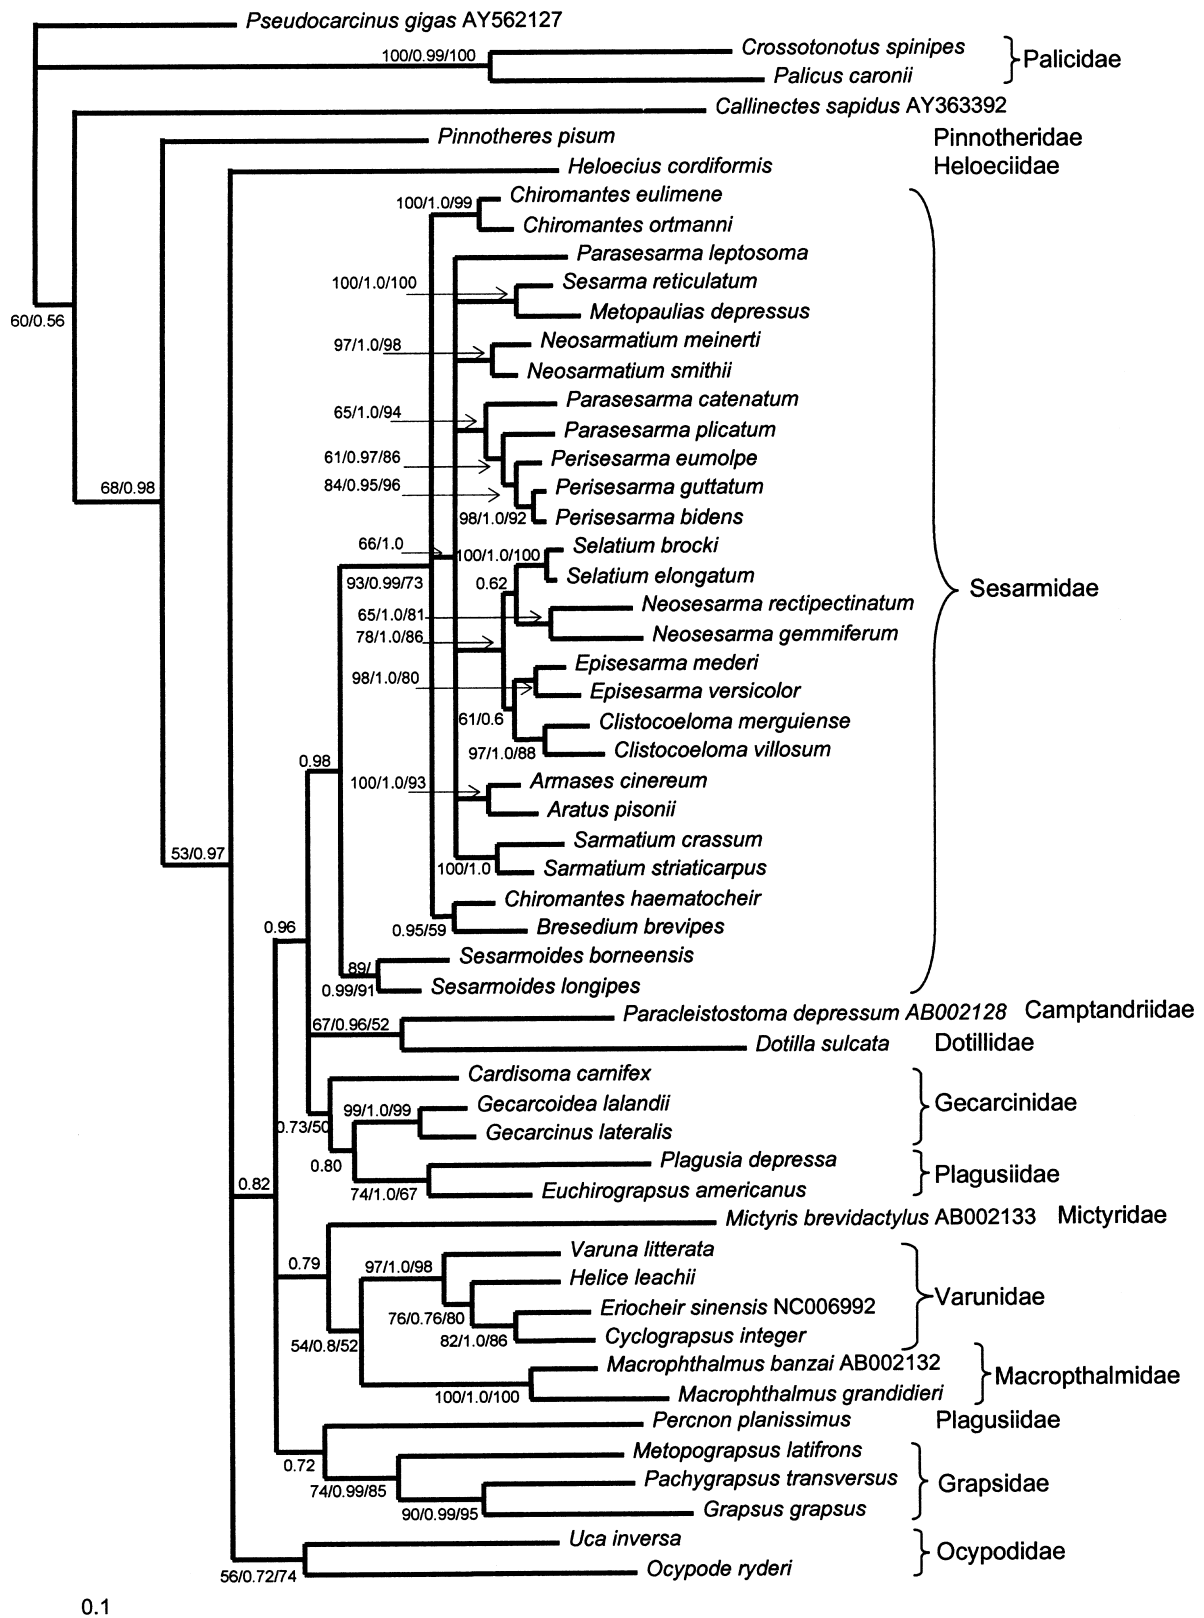 Pseudocarcinus gigas AY562127
100/0.99/100
Crossotonotus spinipes
Palicus caronii
Palicidae
Callinectes sapidus AY363392
Pinnotheres pisum Pinnotheridae
Heloecius cordiformis Heloeciidae
100/1.0/99
Chiromantes eulimene
Chiromantes ortmanni
Parasesarma leptosoma
100/1.0/100
Sesarma reticulatum
Metopaulias depressus
60/0.56
97/1.0/98
Neosarmatium meinerti
Neosarmatium smithii
65/1.0/94
Parasesarma catenatum
Parasesarma plicatum
61/0.97/86
Perisesarma eumolpe
84/0.95/96
Perisesarma guttatum
68/0.98
98/1.0/92
Perisesarma bidens
66/1.0
100/1.0/100
Selatium brocki
93/0.99/73
0.62
Selatium elongatum
Sesarmidae
65/1.0/81
Neosesarma rectipectinatum
78/1.0/86
Neosesarma gemmiferum
98/1.0/80
Episesarma mederi
Episesarma versicolor
61/0.6
Clistocoeloma merguiense
97/1.0/88
Clistocoeloma villosum
0.98
100/1.0/93
Armases cinereum
Aratus pisonii
Sarmatium crassum
100/1.0
Sarmatium striaticarpus
53/0.97
Chiromantes haematocheir
0.95/59
Bresedium brevipes
0.96
89/
0.99/91
Sesarmoides borneensis
Sesarmoides longipes
67/0.96/52
Paracleistostoma depressum AB002128 Camptandriidae
Dotilla sulcata Dotillidae
Cardisoma carnifex
99/1.0/99
Gecarcoidea lalandii
Gecarcinidae
0.73/50
Gecarcinus lateralis
0.80
Plagusia depressa
Plagusiidae
0.82
74/1.0/67
Euchirograpsus americanus
Mictyris brevidactylus AB002133 Mictyridae
0.79
97/1.0/98
Varuna litterata
Helice leachii
Varunidae
76/0.76/80
Eriocheir sinensis NC006992
54/0.8/52
82/1.0/86
Cyclograpsus integer
Macrophthalmus banzai AB002132
Macropthalmidae
100/1.0/100
Macrophthalmus grandidieri
Percnon planissimus Plagusiidae
0.72
Metopograpsus latifrons
74/0.99/85
Pachygrapsus transversus
Grapsidae
90/0.99/95
Grapsus grapsus
Uca inversa
Ocypodidae
56/0.72/74
Ocypode ryderi
0.1